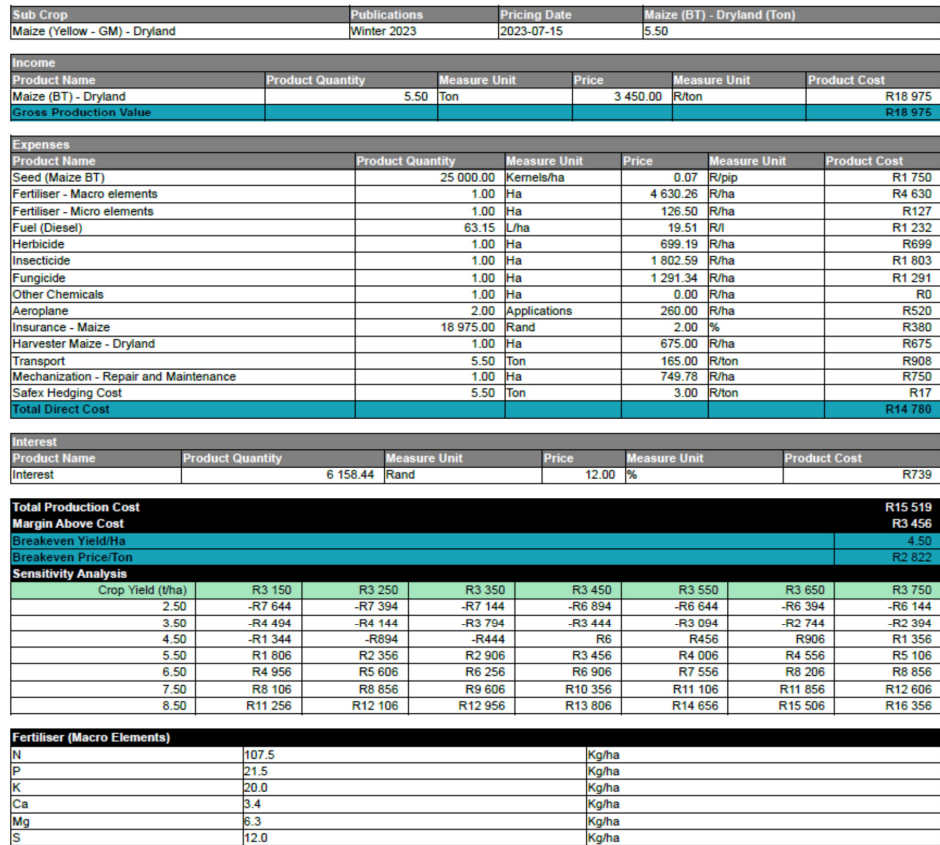 Sub Crop Publications Pricing Date Maize (BT) - Dryland (Ton)
Maize (Yellow - GM) - Dryland Winter 2023 2023-07-15 5.50
Income
Product Name Product Quantity Measure Unit Price Measure Unit Product Cost
Maize (BT) - Dryland 5.50 Ton 3 450.00 R/ton R18 975
Gross Production Value R18 975
Expenses
Product Name Product Quantity Measure Unit Price Measure Unit Product Cost
Seed (Maize BT) 25 000.00 Kernels/ha 0.07 R/pip R1 750
Fertiliser - Macro elements 1.00 Ha 4 630.26 R/ha R4 630
Fertiliser - Micro elements 1.00 Ha 126.50 R/ha R127
Fuel (Diesel) 63.15 L/ha 19.51 R/l R1 232
Herbicide 1.00 Ha 699.19 R/ha R699
Insecticide 1.00 Ha 1 802.59 R/ha R1 803
Fungicide 1.00 Ha 1 291.34 R/ha R1 291
Other Chemicals 1.00 Ha 0.00 R/ha R0
Aeroplane 2.00 Applications 260.00 R/ha R520
Insurance - Maize 18 975.00 Rand 2.00 % R380
Harvester Maize - Dryland 1.00 Ha 675.00 R/ha R675
Transport 5.50 Ton 165.00 R/ton R908
Mechanization - Repair and Maintenance 1.00 Ha 749.78 R/ha R750
Safex Hedging Cost 5.50 Ton 3.00 R/ton R17
Total Direct Cost R14 780
Interest
Product Name Product Quantity Measure Unit Price Measure Unit Product Cost
Interest 6 158.44 Rand 12.00 % R739
Total Production Cost R15 519
Margin Above Cost R3 456
Breakeven Yield/Ha 4.50
Breakeven Price/Ton R2 822
Sensitivity Analysis
Crop Yield (t/ha) R3 150 R3 250 R3 350 R3 450 R3 550 R3 650 R3 750
2.50 -R7 644 -R7 394 -R7 144 -R6 894 -R6 644 -R6 394 -R6 144
3.50 -R4 494 -R4 144 -R3 794 -R3 444 -R3 094 -R2 744 -R2 394
4.50 -R1 344 -R894 -R444 R6 R456 R906 R1 356
5.50 R1 806 R2 356 R2 906 R3 456 R4 006 R4 556 R5 106
6.50 R4 956 R5 606 R6 256 R6 906 R7 556 R8 206 R8 856
7.50 R8 106 R8 856 R9 606 R10 356 R11 106 R11 856 R12 606
8.50 R11 256 R12 106 R12 956 R13 806 R14 656 R15 506 R16 356
Fertiliser (Macro Elements)
N 107.5 Kg/ha
P 21.5 Kg/ha
K 20.0 Kg/ha
Ca 3.4 Kg/ha
Mg 6.3 Kg/ha
S 12.0 Kg/ha